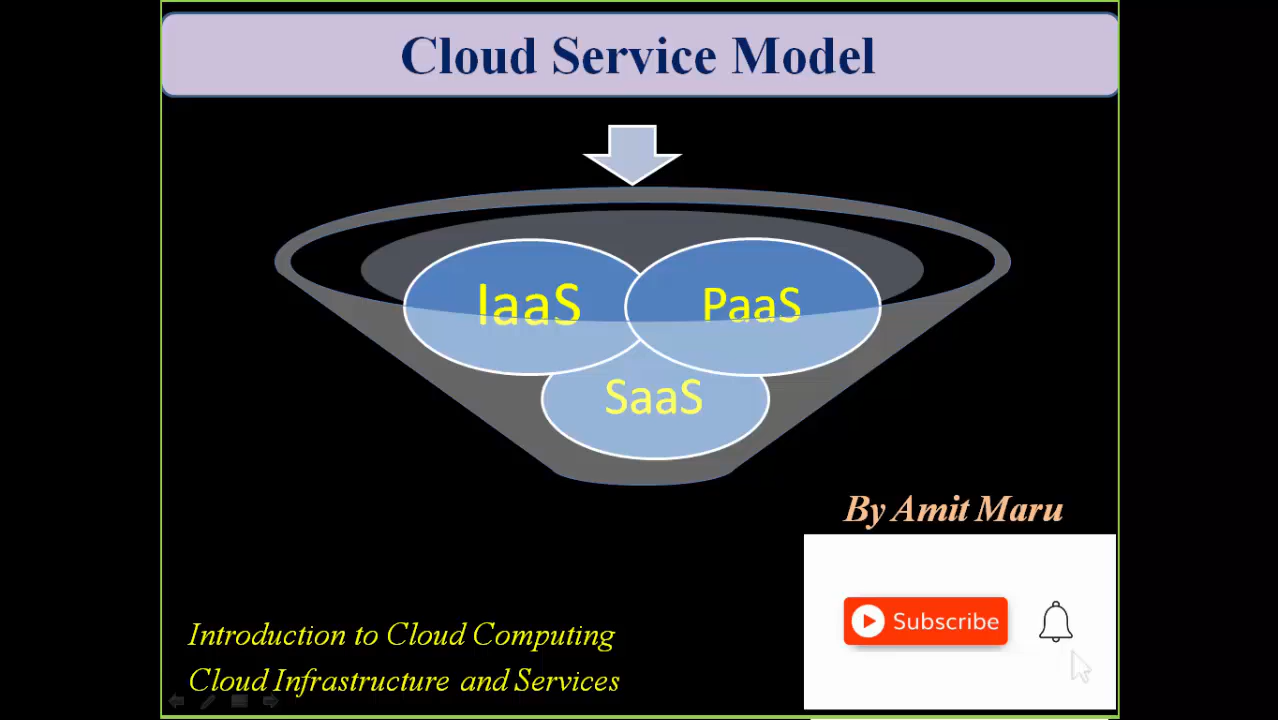 Cloud Service Model
IaaS
PaaS
SaaS
By Amit Maru
Subscribe
Introduction to Cloud Computing
Cloud Infrastructure and Services